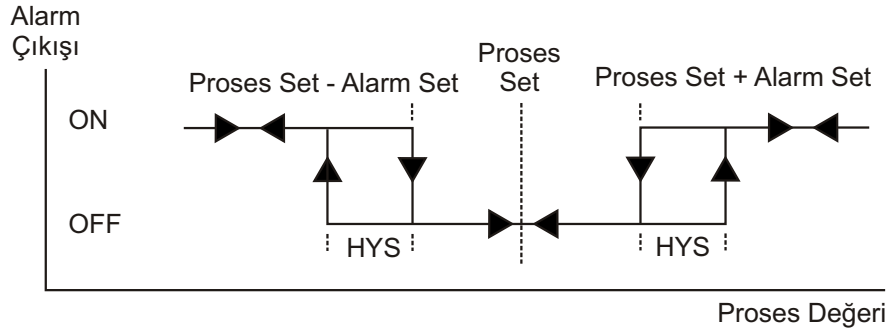 Alarm
Çıkışı
Proses
Set
Proses Set - Alarm Set
Proses Set + Alarm Set
ON
OFF
HYS
HYS
Proses Değeri